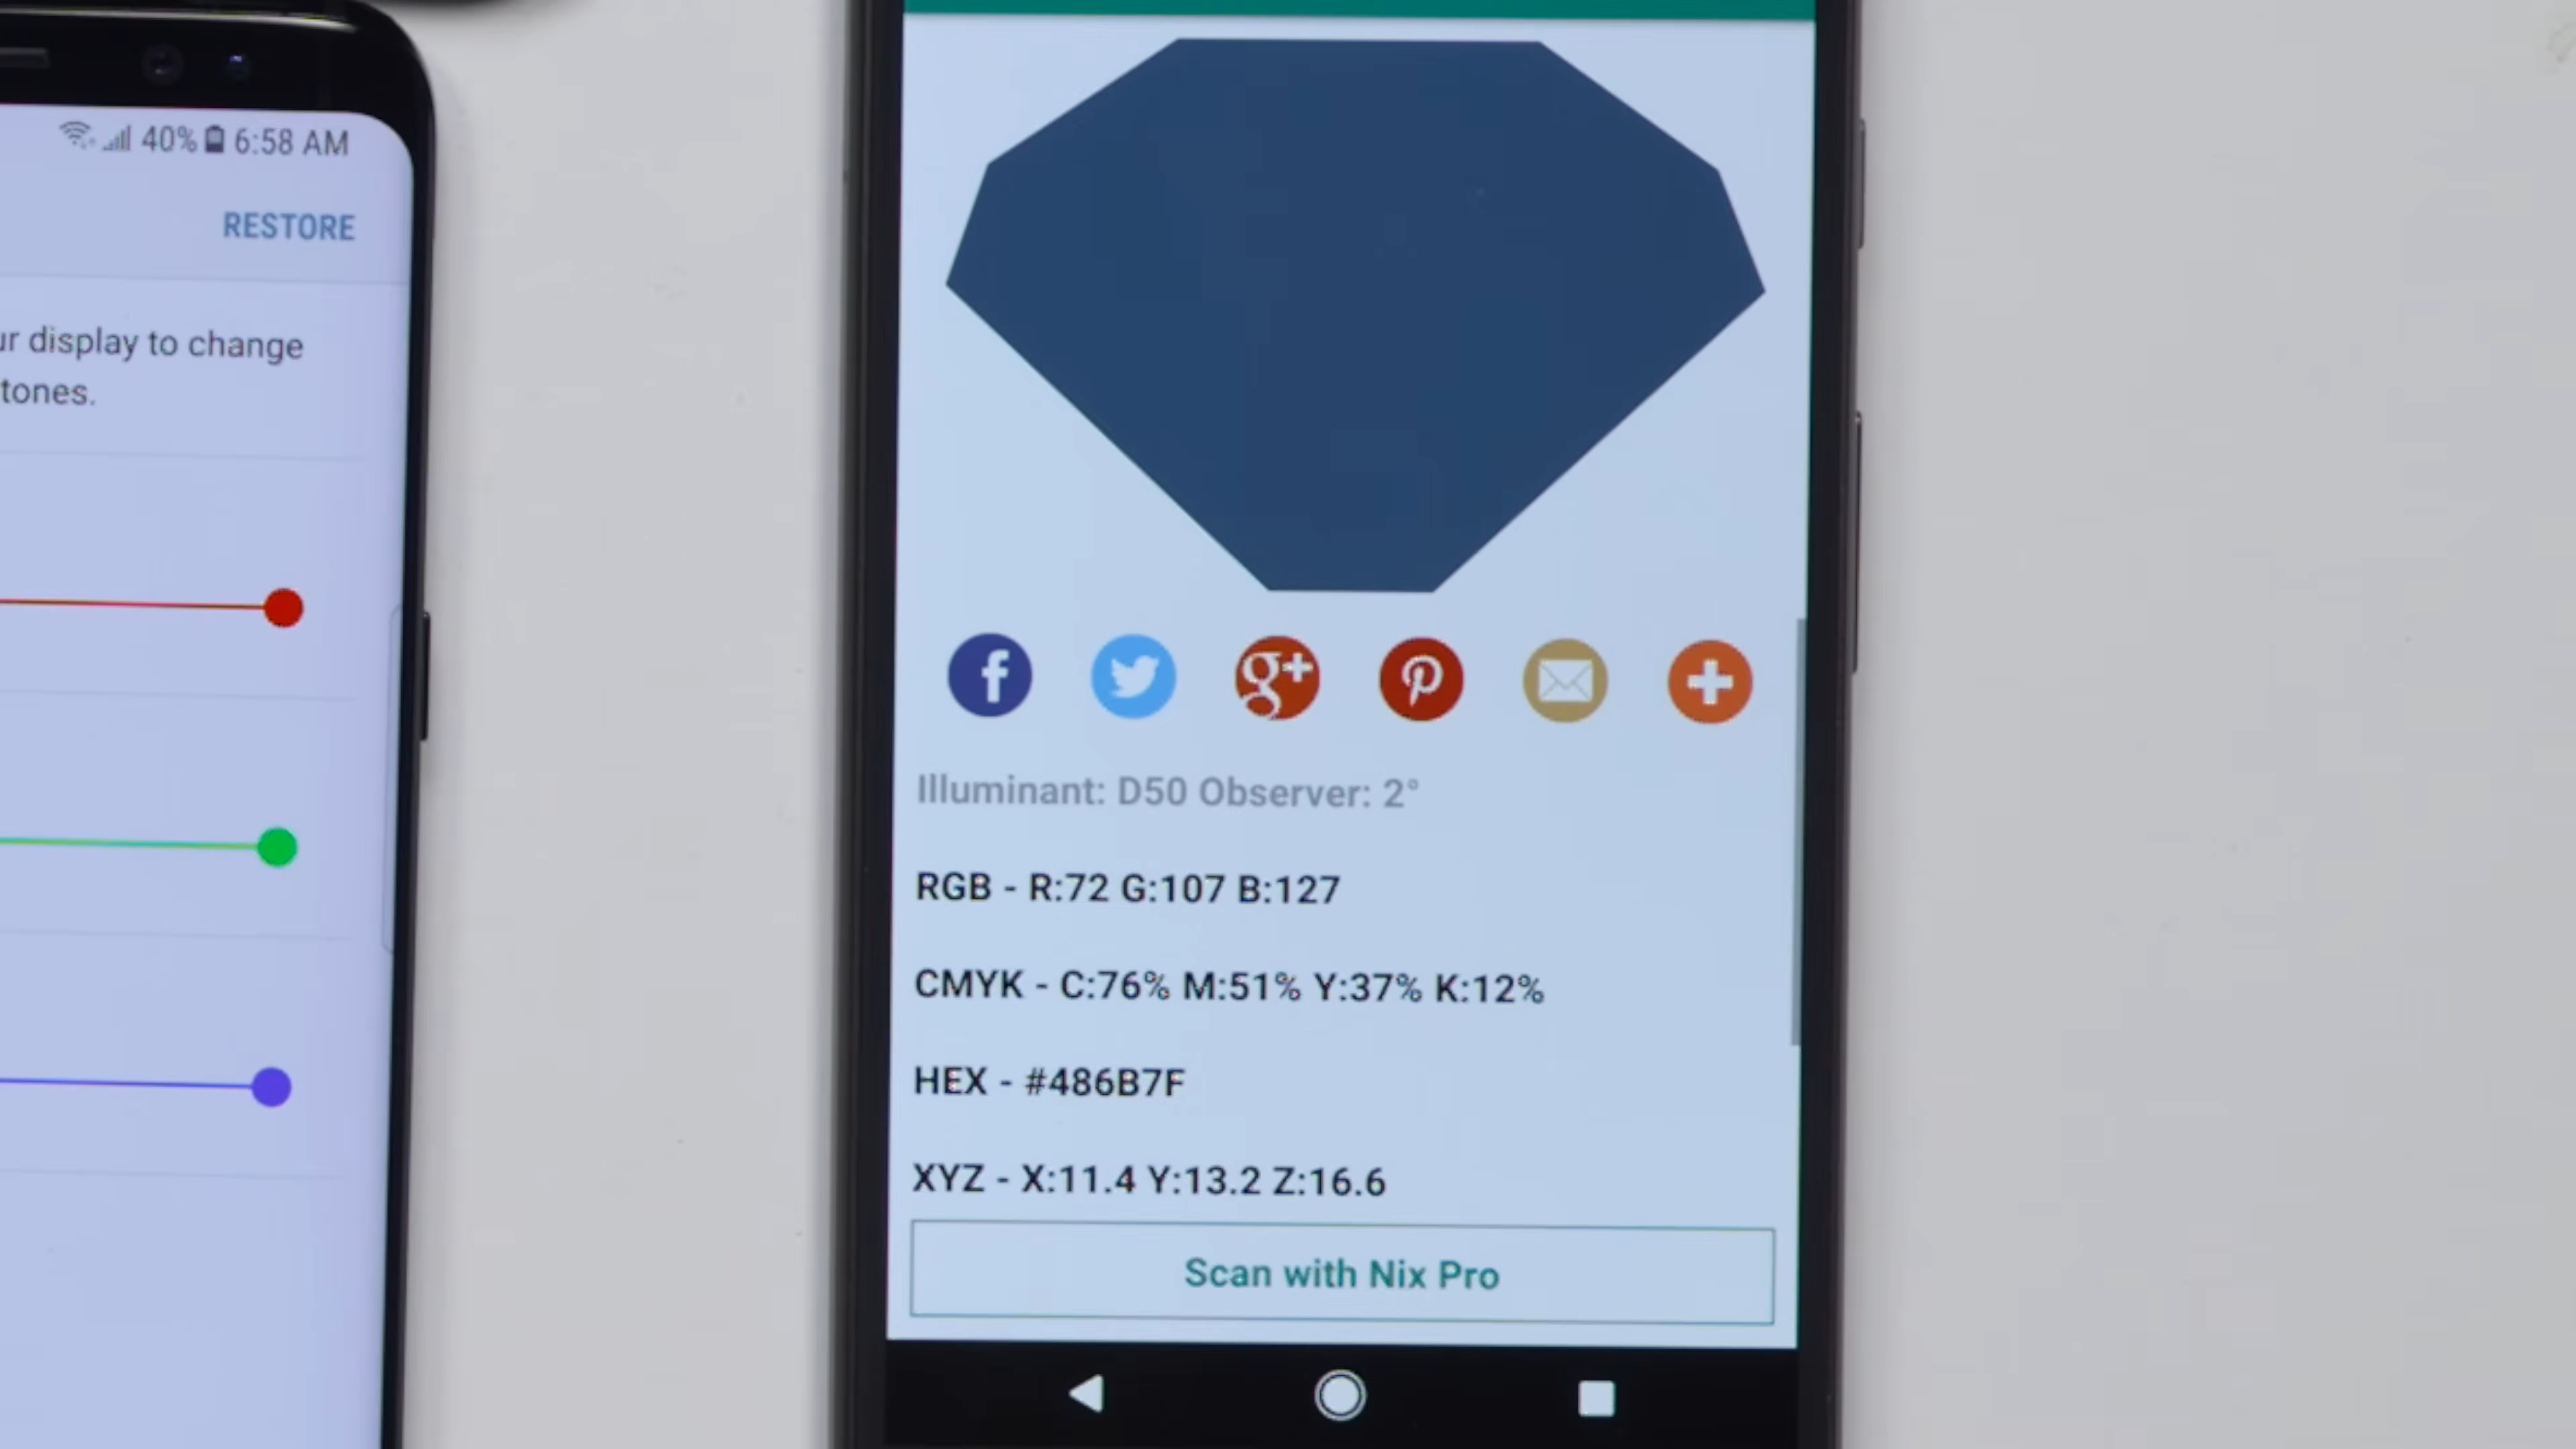 40% 6:58 AM
RESTORE
display to change
tones.
f
g+
Illuminant: D50 Observer: 2°
RGB - R:72 G:107 B:127
CMYK - C:76% M:51% Y:37% K:12%
HEX - #486B7F
XYZ - X:11.4 Y:13.2 Z:16.6
Scan with Nix Pro